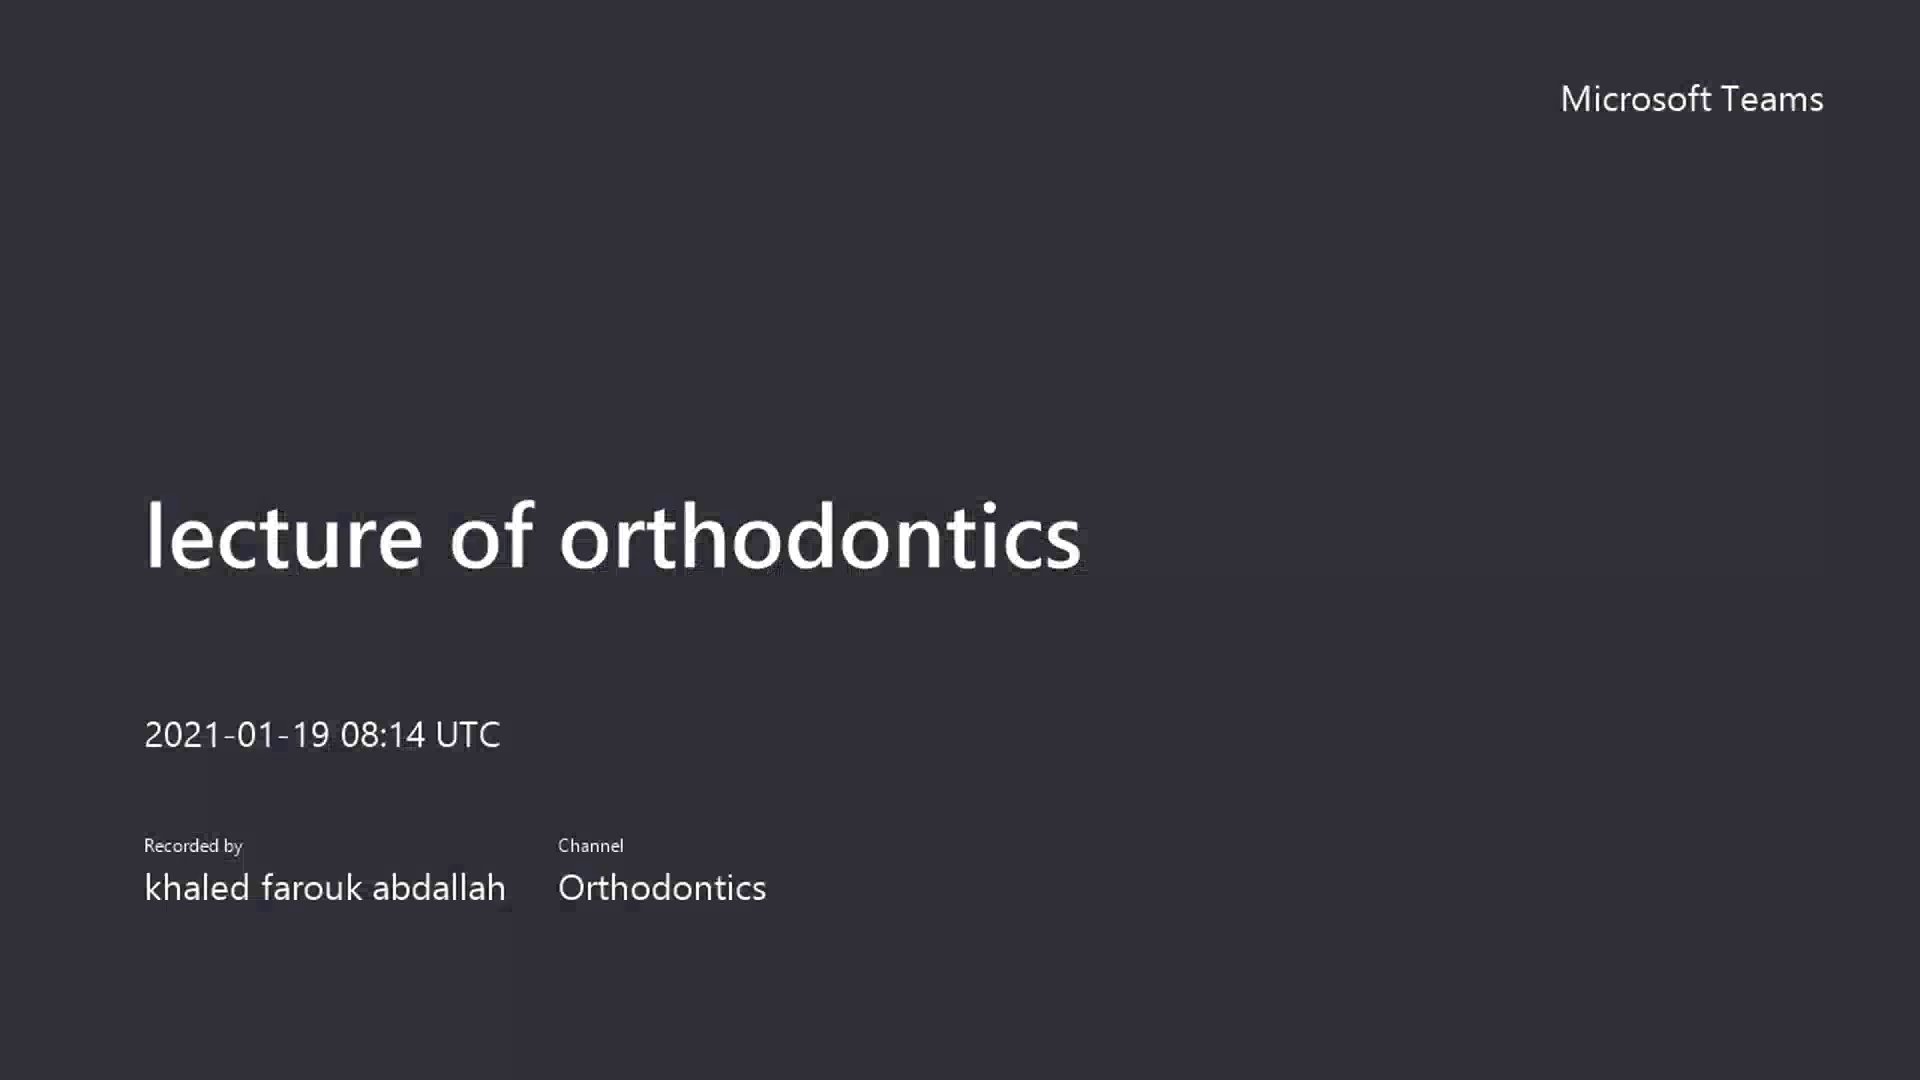 Microsoft Teams
lecture of orthodontics
2021-01-19 08:14 UTC
Recorded by
khaled farouk abdallah
Channel
Orthodontics